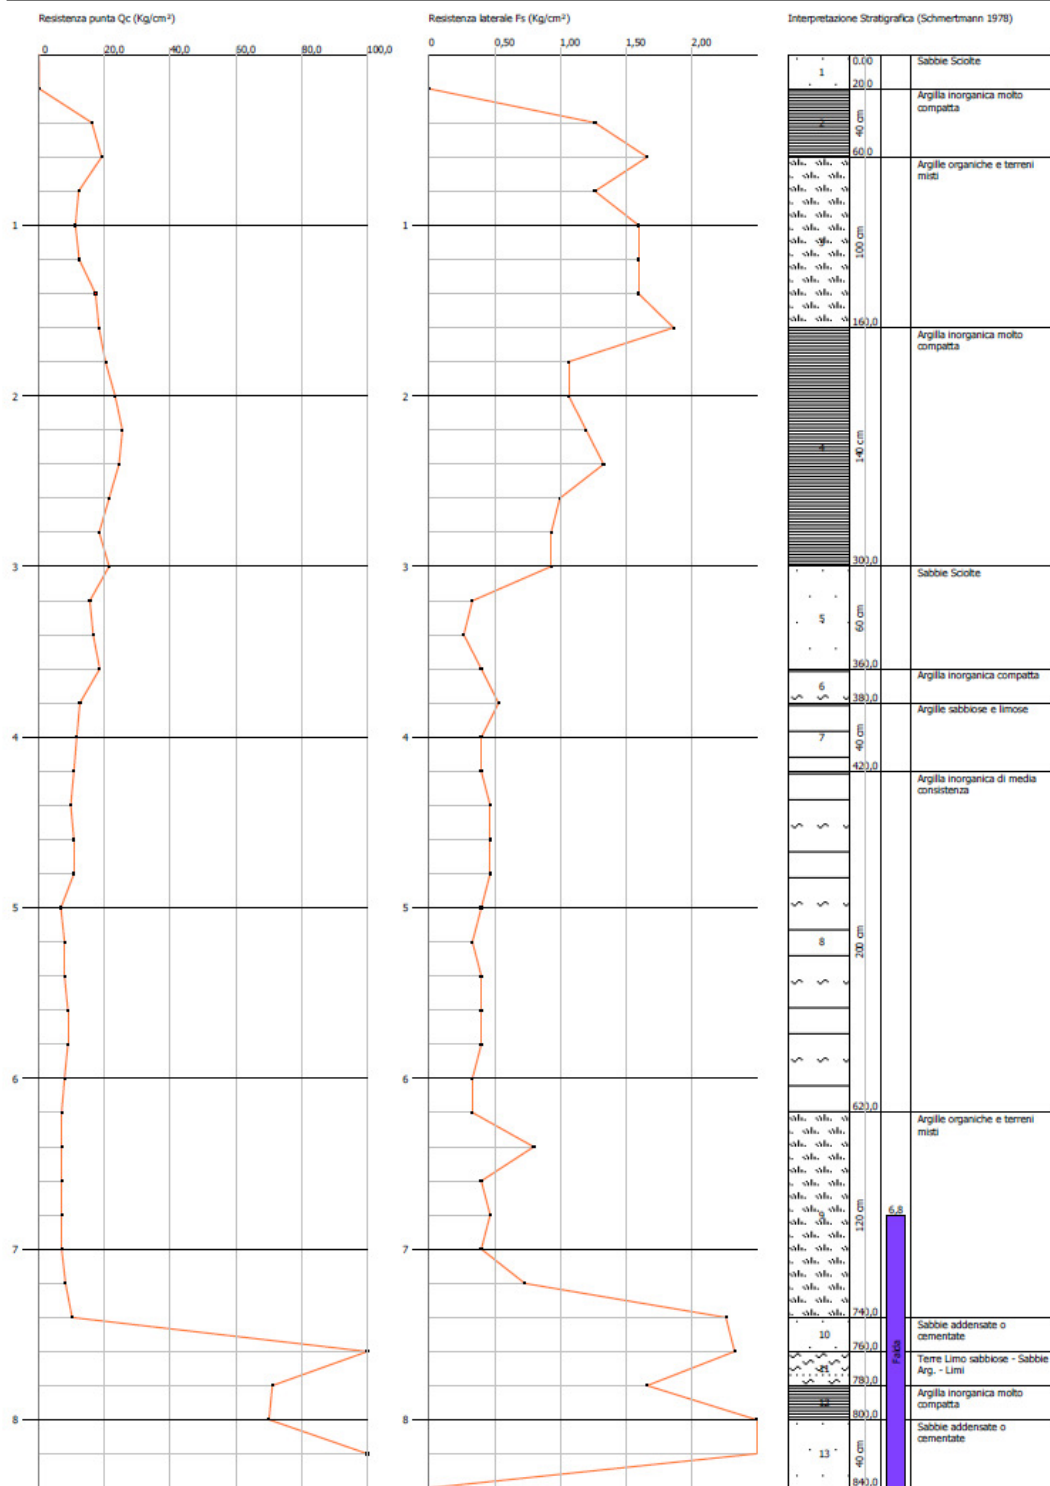 Resistenza punta Qc (Kg/cm²)
Resistenza laterale Fs (Kg/cm²)
Interpretazione Stratigrafica (Schmertmann 1978)
0 20,0 40,0 60,0 80,0 100,0
0 0,50 1,00 1,50 2,00
0.00
1
Sabbie Sciolte
20.0
2
40 cm
Argilla inorganica molto
compatta
60.0
3
100 cm
Argille organiche e terreni
misti
1 1
160,0
4
140 cm
Argilla inorganica molto
compatta
2 2
300,0
3 3
5
60 cm
Sabbie Sciolte
360,0
6
Argilla inorganica compatta
380,0
7
40 cm
Argille sabbiose e limose
4 4
420,0
8
200 cm
Argilla inorganica di media
consistenza
5 5
6 6
620,0
9
120 cm
Argille organiche e terreni
misti
6,8
7 7
740,0
10
Sabbie addensate o
cementate
760,0
11
Falda
Terre Limo sabbiose - Sabbie
Arg. - Limi
780,0
12
Argilla inorganica molto
compatta
800,0
8 8
13
40 cm
Sabbie addensate o
cementate
840,0